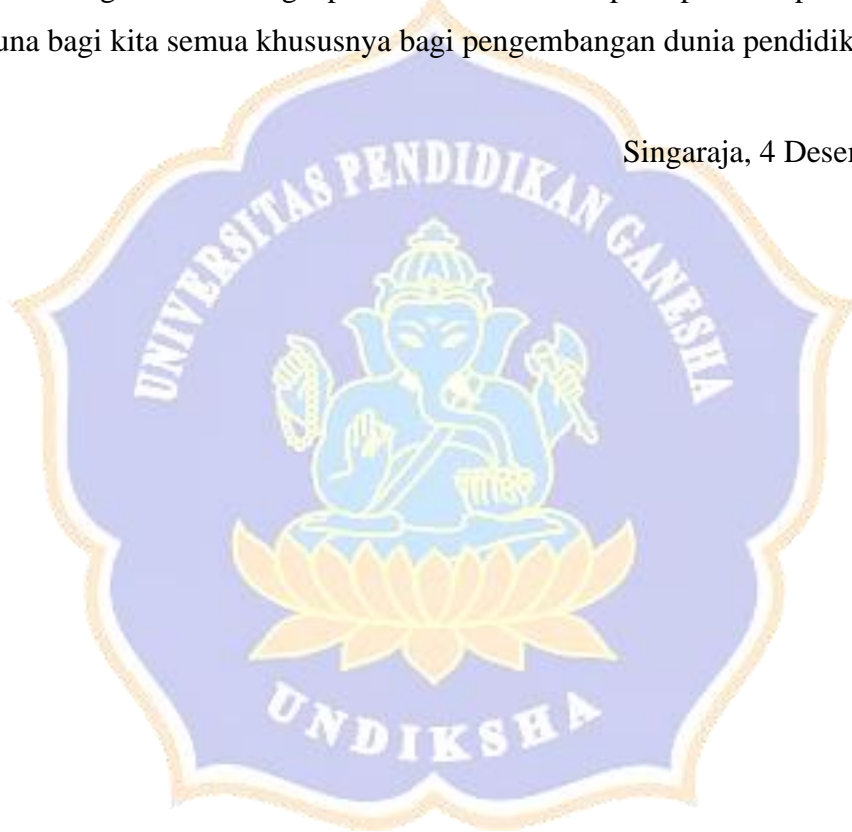 una bagi kita semua khususnya bagi pengembangan dunia pendidik
Singaraja, 4 Deser
UNIVERSITAS PENDIDIKAN GANESHA
UNDIKSHA